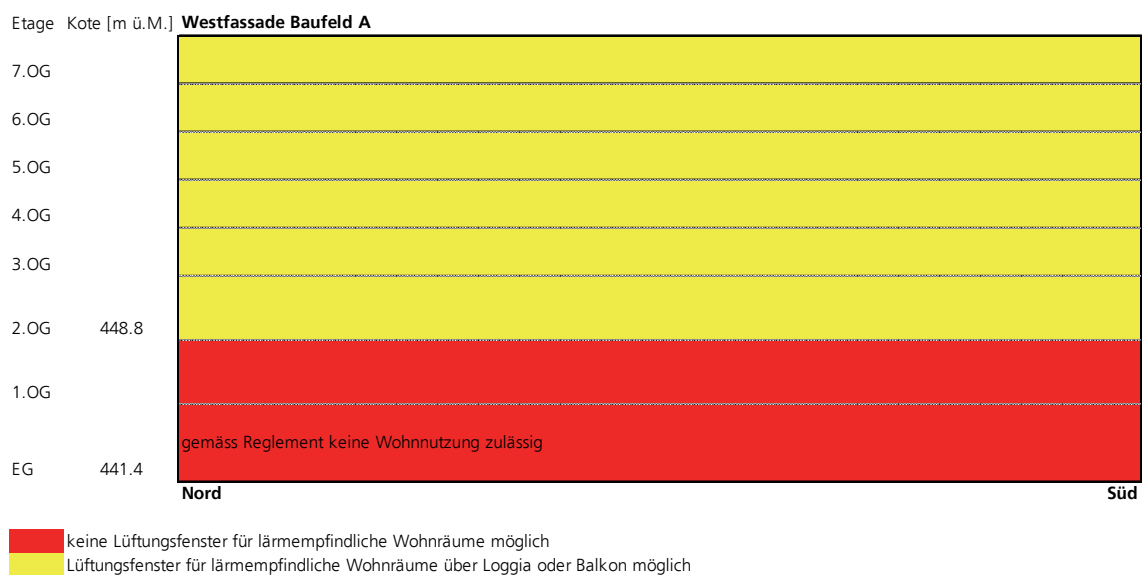 Etage Kote [m ü.M.] Westfassade Baufeld A
7.OG
6.OG
5.OG
4.OG
3.OG
2.OG 448.8
1.OG
gemäss Reglement keine Wohnnutzung zulässig
EG 441.4
Nord Süd
keine Lüftungsfenster für lärmempfindliche Wohnräume möglich
Lüftungsfenster für lärmempfindliche Wohnräume über Loggia oder Balkon möglich